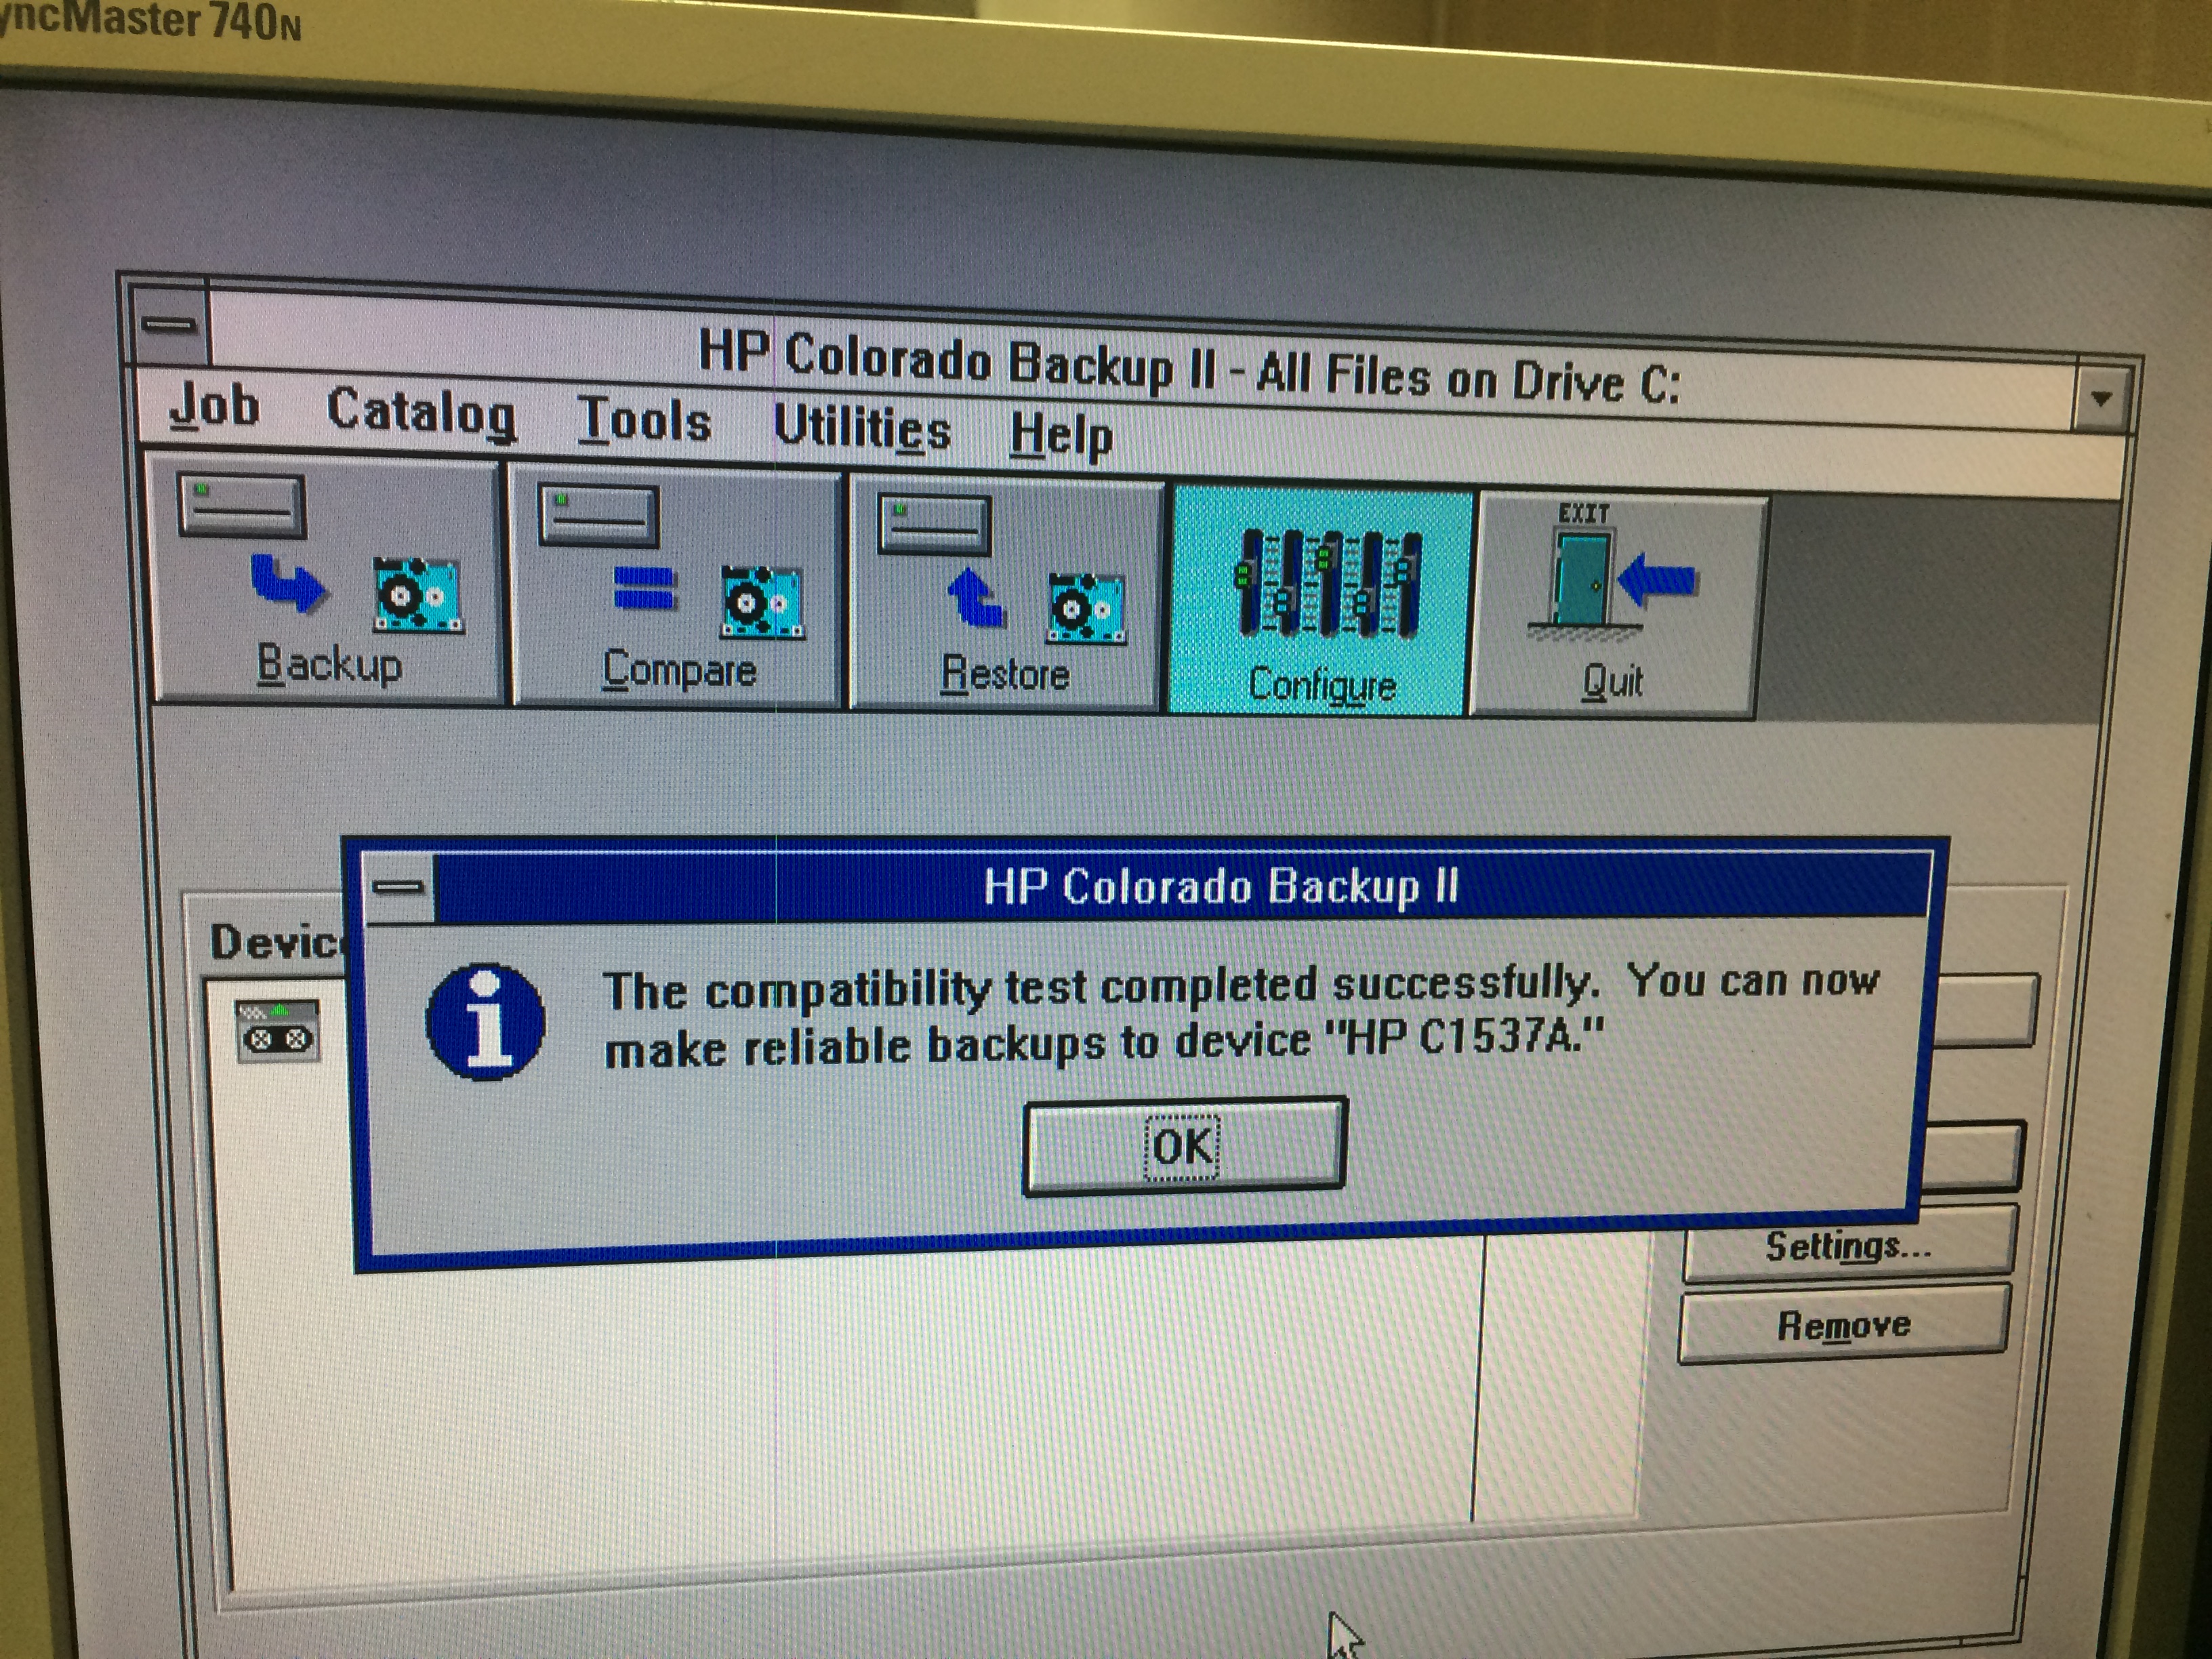 yncMaster 740N
HP Colorado Backup II - All Files on Drive C:
Job Catalog Tools Utilities Help
EXIT
Backup Compare Restore Configure Quit
HP Colorado Backup II
Device
The compatibility test completed successfully. You can now
make reliable backups to device "HP C1537A."
OK
Settings...
Remove